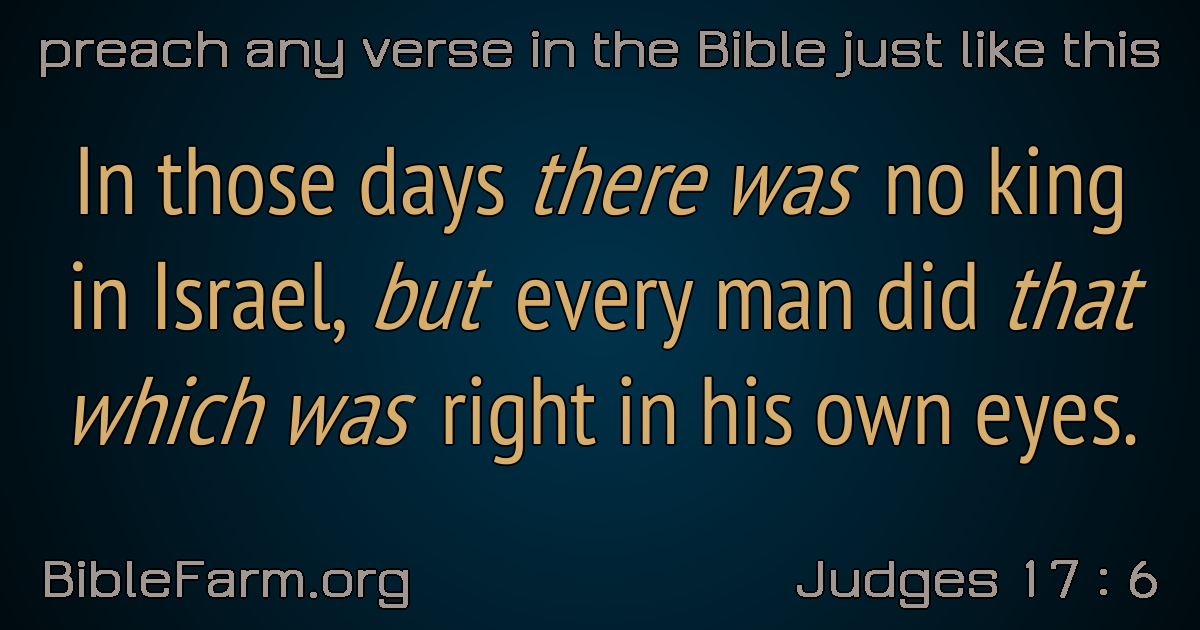 preach any verse in the Bible just like this
In those days there was no king
in Israel, but every man did that
which was right in his own eyes.
BibleFarm.org
Judges 17 : 6